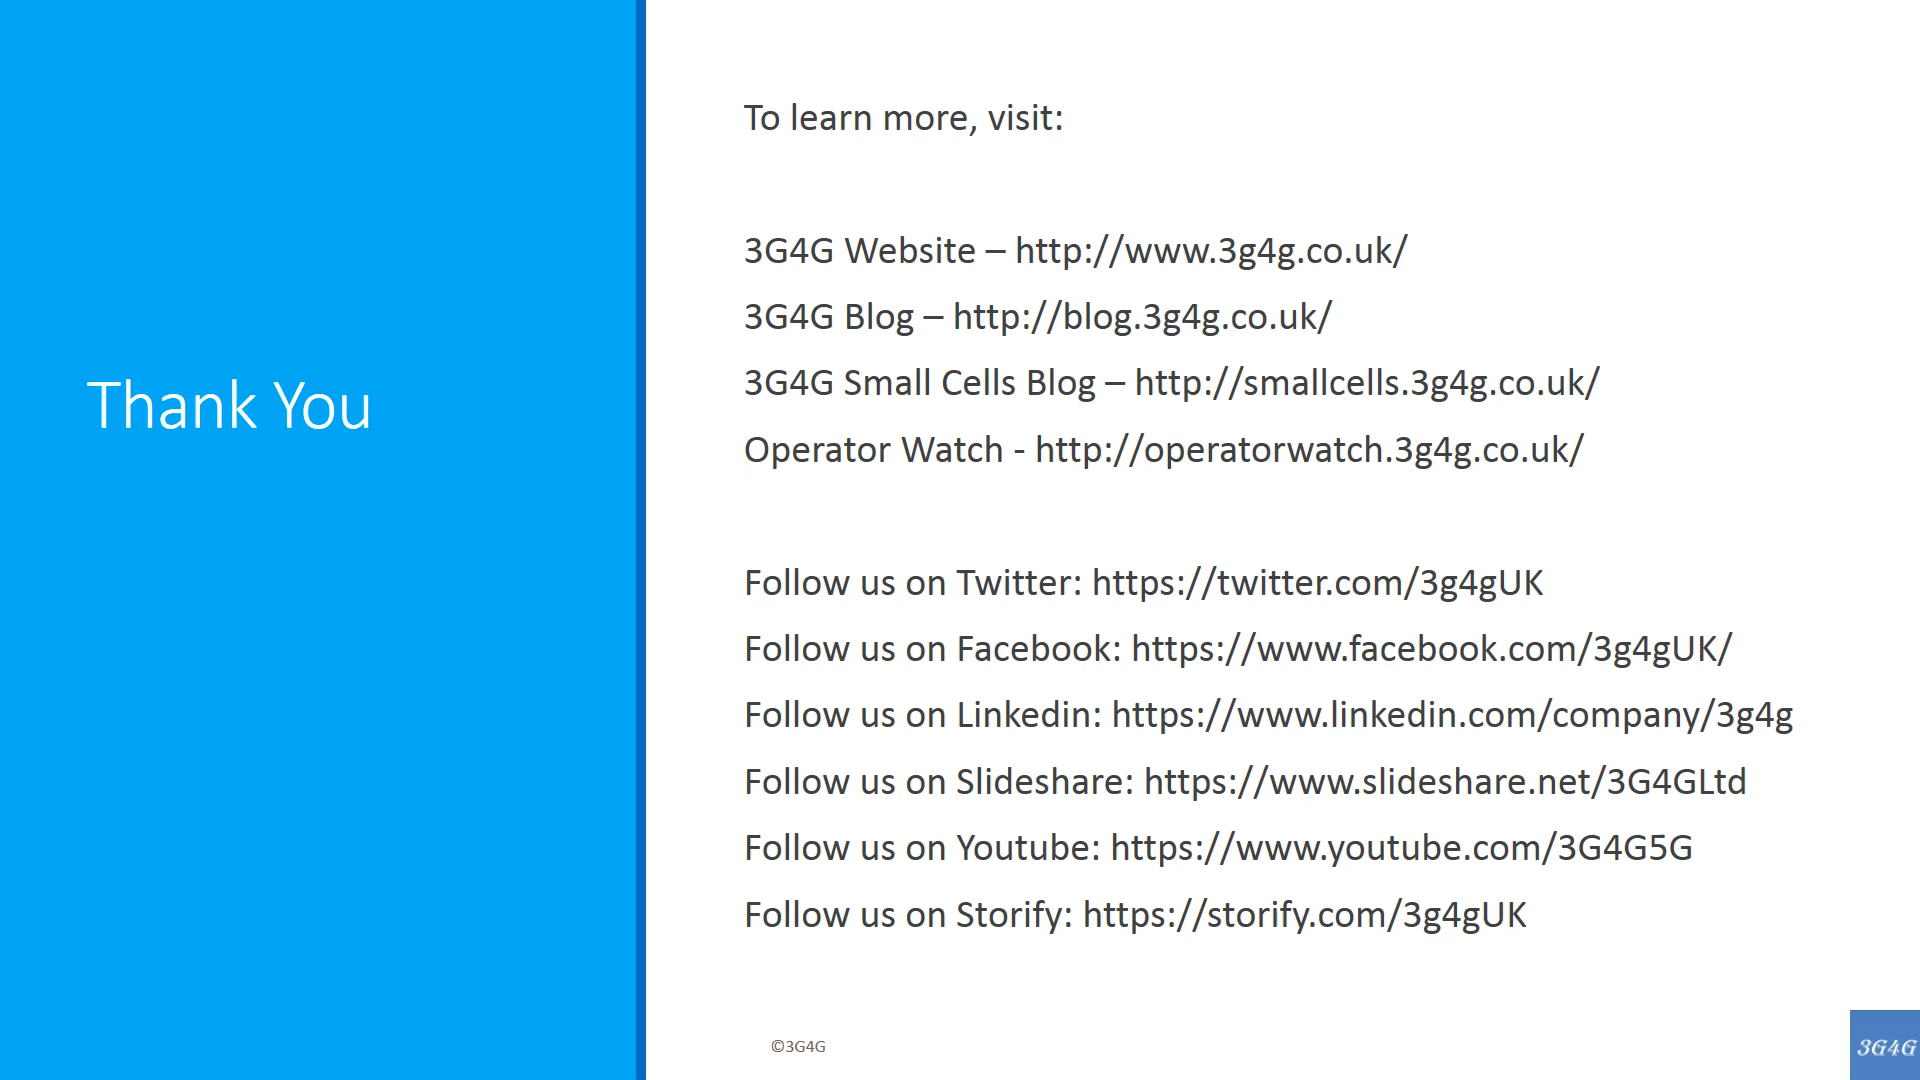 Thank You
To learn more, visit:
3G4G Website – http://www.3g4g.co.uk/
3G4G Blog – http://blog.3g4g.co.uk/
3G4G Small Cells Blog – http://smallcells.3g4g.co.uk/
Operator Watch - http://operatorwatch.3g4g.co.uk/
Follow us on Twitter: https://twitter.com/3g4gUK
Follow us on Facebook: https://www.facebook.com/3g4gUK/
Follow us on Linkedin: https://www.linkedin.com/company/3g4g
Follow us on Slideshare: https://www.slideshare.net/3G4GLtd
Follow us on Youtube: https://www.youtube.com/3G4G5G
Follow us on Storify: https://storify.com/3g4gUK
©3G4G
3G4G